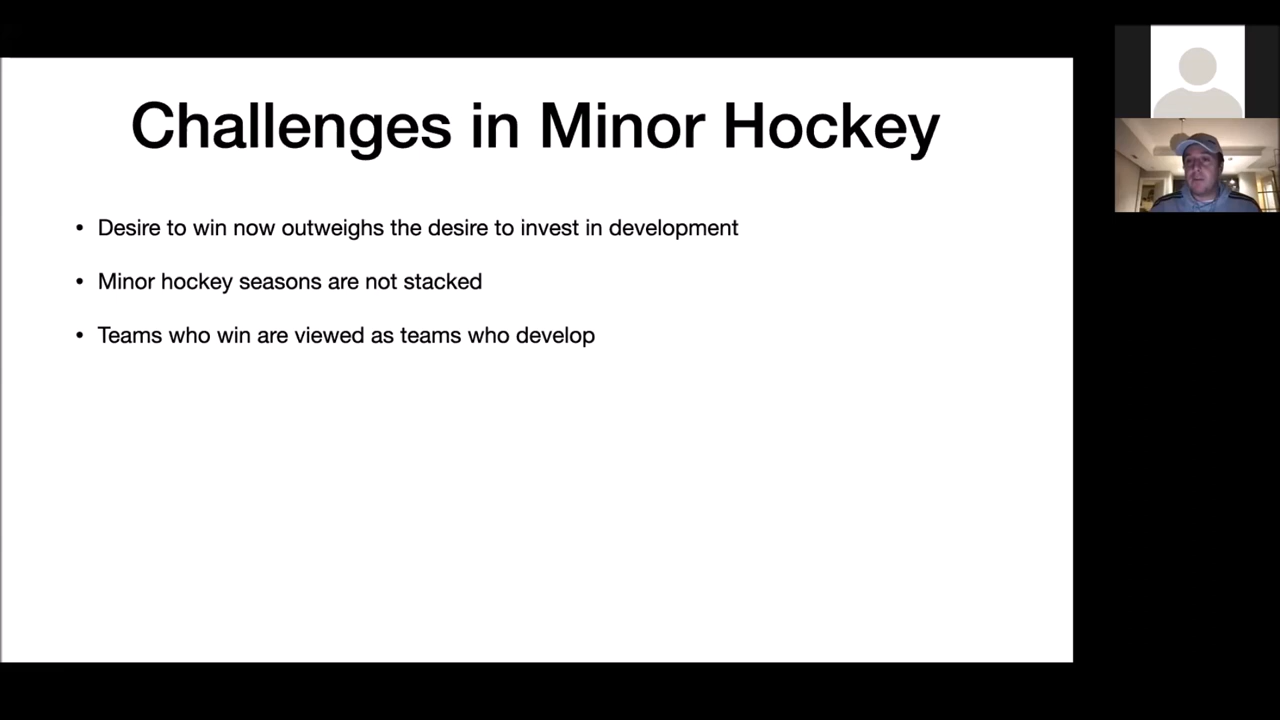 Challenges in Minor Hockey
• Desire to win now outweighs the desire to invest in development
• Minor hockey seasons are not stacked
• Teams who win are viewed as teams who develop